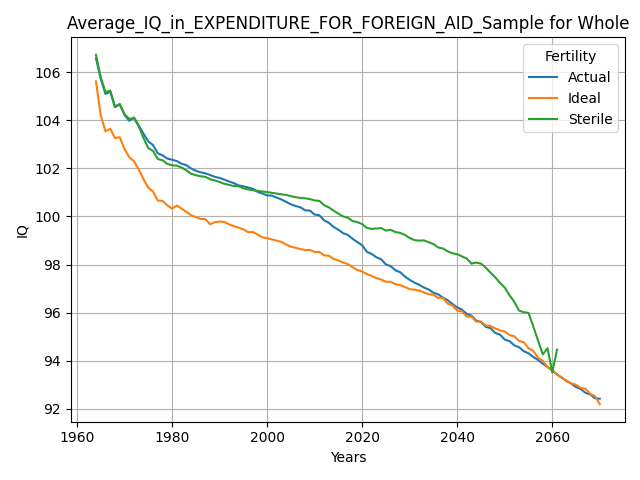 Average_IQ_in_EXPENDITURE_FOR_FOREIGN_AID_Sample for Whole
Fertility
Actual
Ideal
Sterile
IQ
106
104
102
100
98
96
94
92
1960
1980
2000
2020
2040
2060
Years